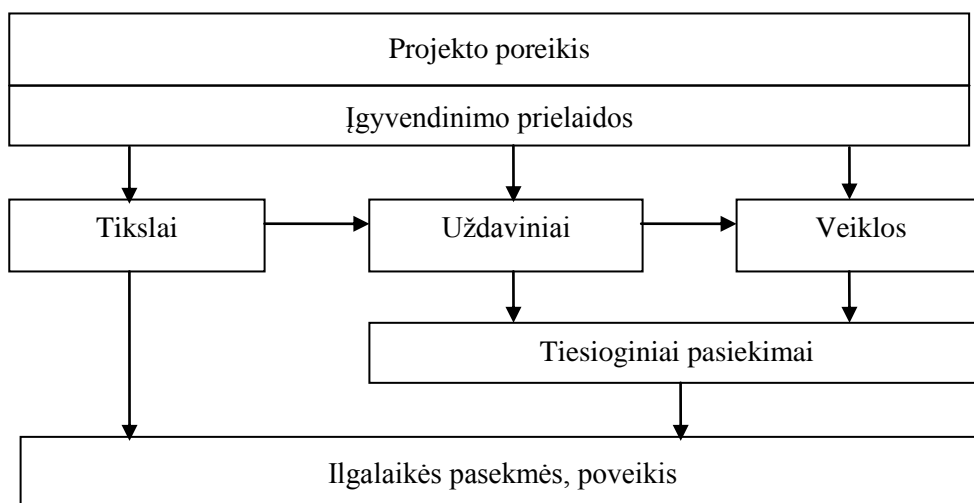 Projekto poreikis
Įgyvendinimo prielaidos
Tikslai
Uždaviniai
Veiklos
Tiesioginiai pasiekimai
Ilgalaikės pasekmės, poveikis